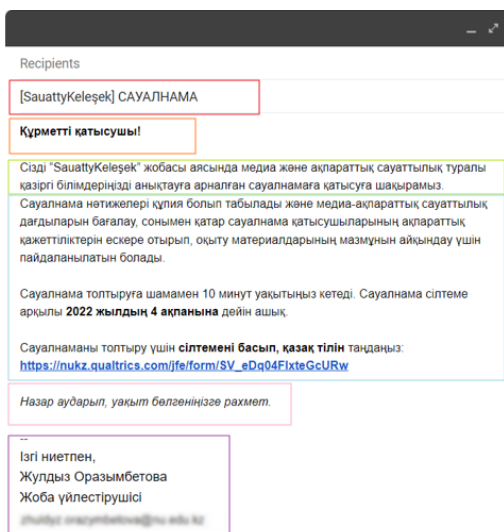 Recipients
[SauattyKeleşek] САУАЛНАМА
Құрметті қатысушы!
Сізді "SauattyKeleşek" жобасы аясында медиа және ақпараттық сауаттылық туралы
қазіргі білімдеріңізді анықтауға арналған сауалнамаға қатысуға шақырамыз.
Сауалнама нәтижелері құпия болып табылады және медиа-ақпараттық сауаттылық
дағдыларын бағалау, сонымен қатар сауалнама қатысушыларының ақпараттық
қажеттіліктерін ескере отырып, оқыту материалдарының мазмұнын айқындау үшін
пайдаланылатын болады.
Сауалнама толтыруға шамамен 10 минут уақытыңыз кетеді. Сауалнама сілтеме
арқылы 2022 жылдың 4 ақпанына дейін ашық.
Сауалнаманы толтыру үшін сілтемені басып, қазақ тілін таңдаңыз:
https://nukz.qualtrics.com/jfe/form/SV_eDq04FIxteGcURw
Назар аударып, уақыт бөлгеніңізге рахмет.
--
Ізгі ниетпен,
Жулдыз Оразымбетова
Жоба үйлестірушісі